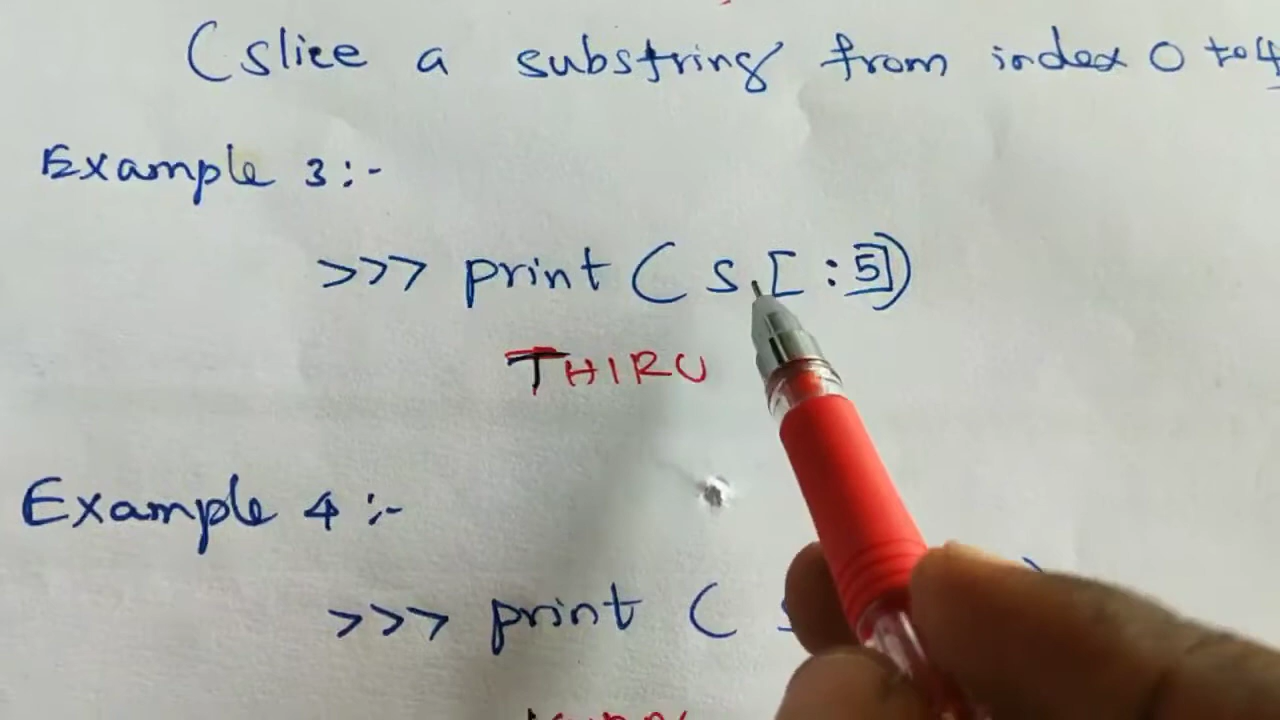 (slice a substring from index 0 to 4
Example 3:-
>>> print (s[:5])
THIRU
Example 4:-
>>> print (